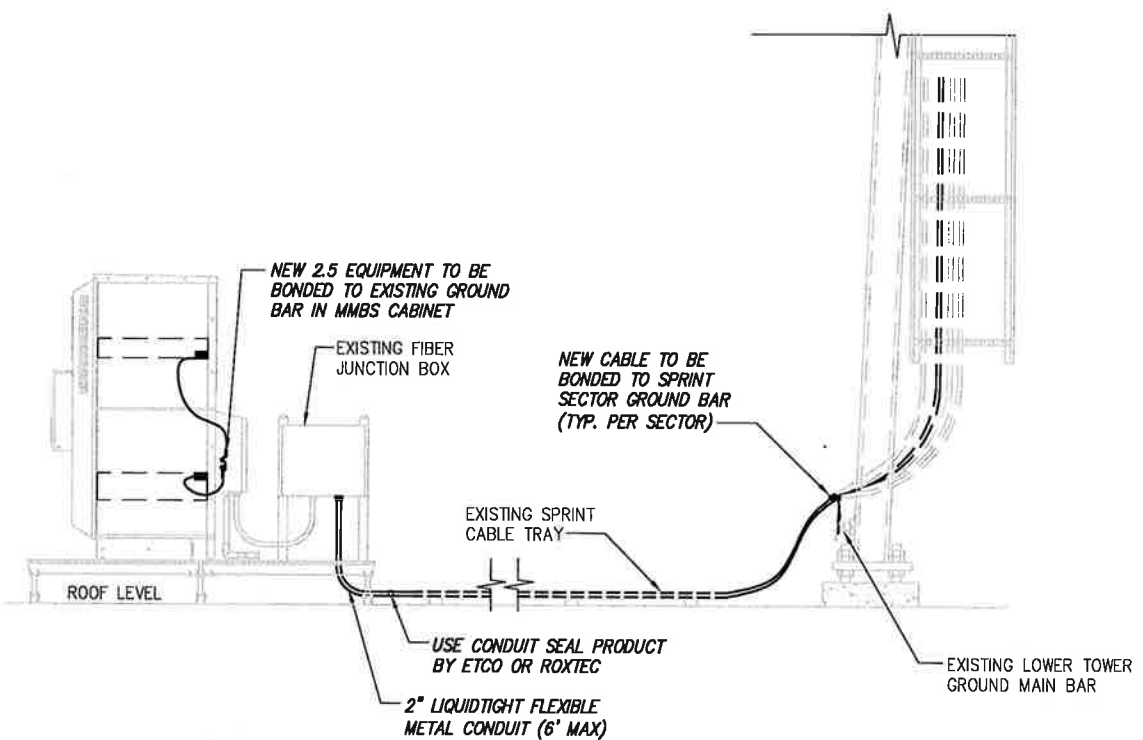 NEW 2.5 EQUIPMENT TO BE
BONDED TO EXISTING GROUND
BAR IN MMBS CABINET
EXISTING FIBER
JUNCTION BOX
NEW CABLE TO BE
BONDED TO SPRINT
SECTOR GROUND BAR
(TYP. PER SECTOR)
EXISTING SPRINT
CABLE TRAY
ROOF LEVEL
USE CONDUIT SEAL PRODUCT
BY ETCO OR ROXTEC
2" LIQUIDTIGHT FLEXIBLE
METAL CONDUIT (6' MAX)
EXISTING LOWER TOWER
GROUND MAIN BAR